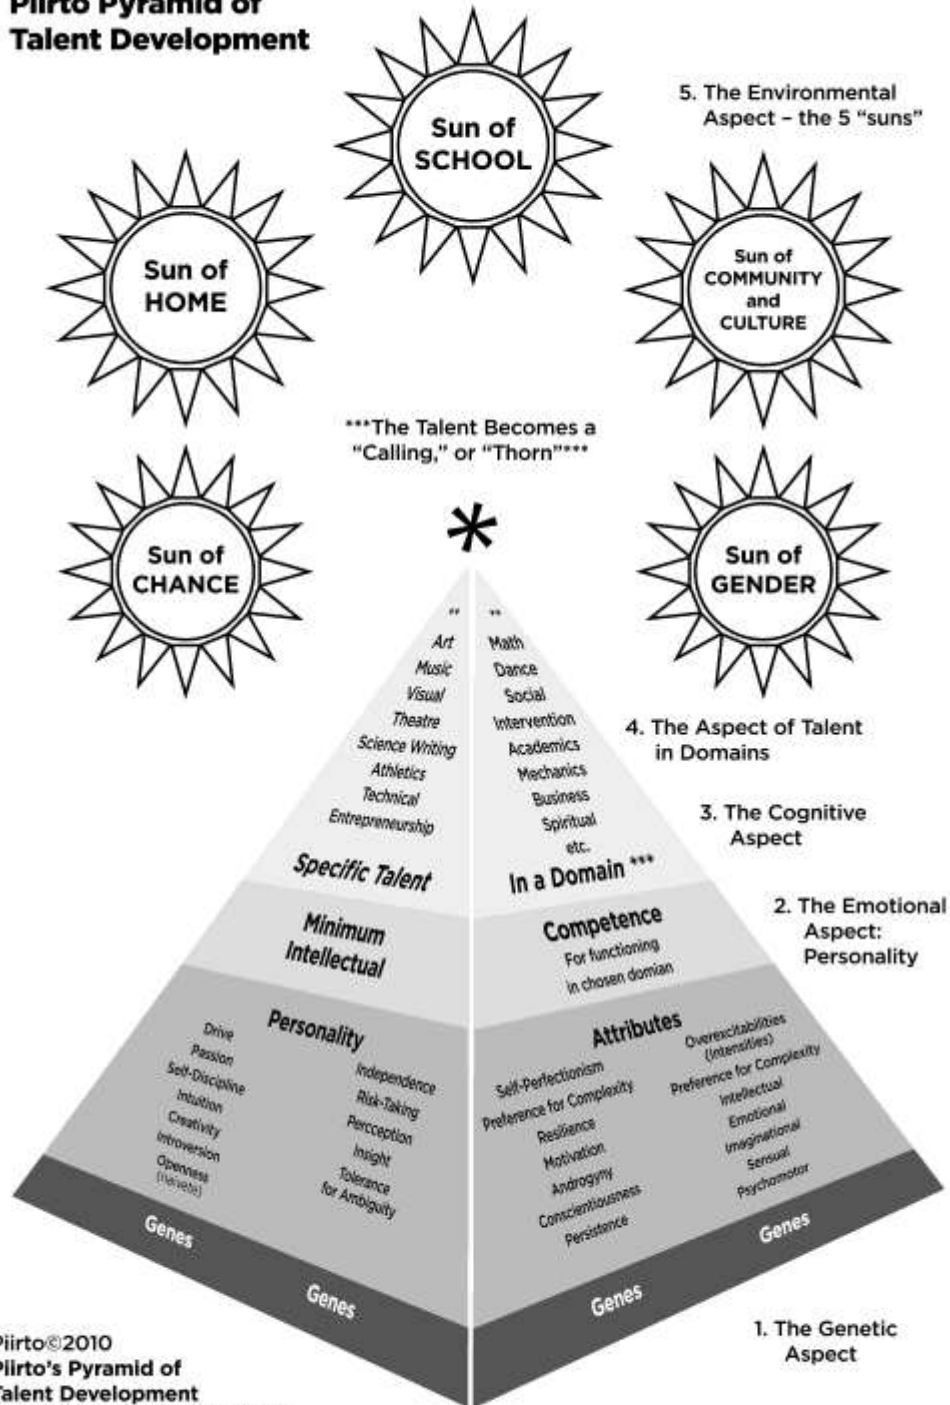 Piirto Pyramid of
Talent Development
Sun of
SCHOOL
5. The Environmental
Aspect – the 5 “suns”
Sun of
HOME
Sun of
COMMUNITY
and
CULTURE
***The Talent Becomes a
“Calling,” or “Thorn”***
*
Sun of
CHANCE
Sun of
GENDER
**
Art
Music
Visual
Theatre
Science Writing
Athletics
Technical
Entrepreneurship
Specific Talent
**
Math
Dance
Social
Intervention
Academics
Mechanics
Business
Spiritual
etc.
In a Domain ***
4. The Aspect of Talent
in Domains
3. The Cognitive
Aspect
2. The Emotional
Aspect:
Personality
Minimum
Intellectual
Competence
For functioning
in chosen domian
Personality
Drive
Passion
Self-Discipline
Intuition
Creativity
Introversion
Openness
(naivete)
Independence
Risk-Taking
Percception
Insight
Tolerance
for Ambiguity
Attributes
Self-Perfectionism
Preference for Complexity
Resilience
Motivation
Androgyny
Conscientiousness
Persistence
Overexcitabilities
(Intensities)
Preference for Complexity
Intellectual
Emotional
Imaginational
Sensual
Psychomotor
Genes
Genes
Genes
Genes
1. The Genetic
Aspect
Piirto©2010
Piirto's Pyramid of
Talent Development